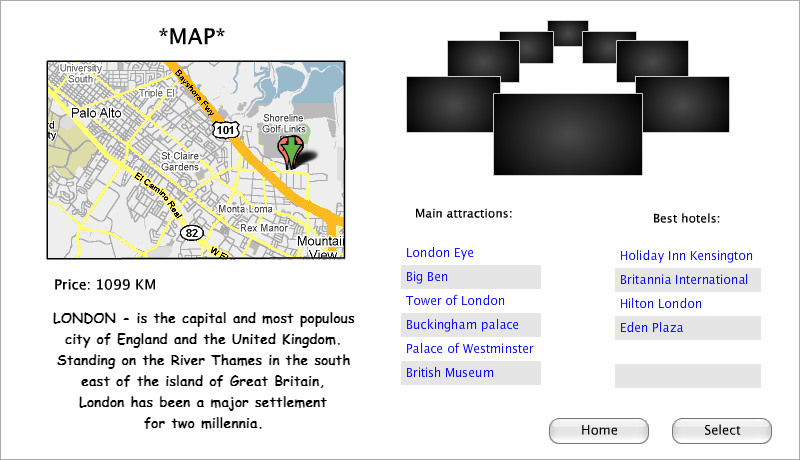 *MAP*
University
South
Triple El
Bayshore Fwy
Palo Alto
101
Shoreline
Golf Links
St Claire
Gardens
El Camino Real
Monta Loma
82
Rex Manor
Mountain
View
Price: 1099 KM
LONDON - is the capital and most populous
city of England and the United Kingdom.
Standing on the River Thames in the south
east of the island of Great Britain,
London has been a major settlement
for two millennia.
Main attractions:
London Eye
Big Ben
Tower of London
Buckingham palace
Palace of Westminster
British Museum
Best hotels:
Holiday Inn Kensington
Britannia International
Hilton London
Eden Plaza
Home
Select